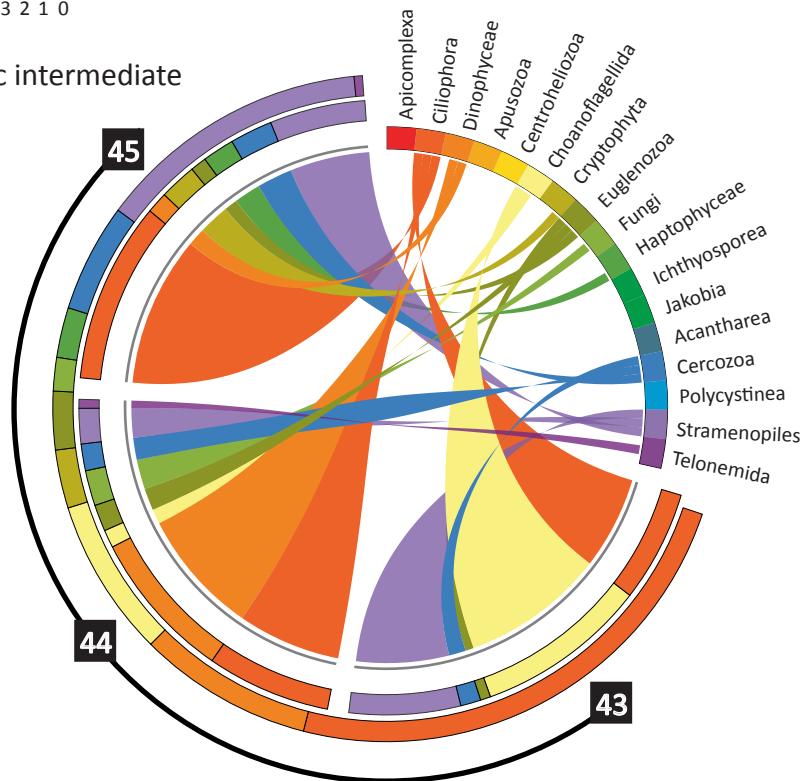 3 2 1 0
c intermediate
Apicomplexa
Ciliophora
Dinophyceae
Apusozoa
Centroheliozoa
Choanoflagellida
Cryptophyta
Euglenozoa
Fungi
Haptophyceae
Ichthyosporea
Jakobia
Acantharea
Cercozoa
Polycystinea
Stramenopiles
Telonemida
45
44
43